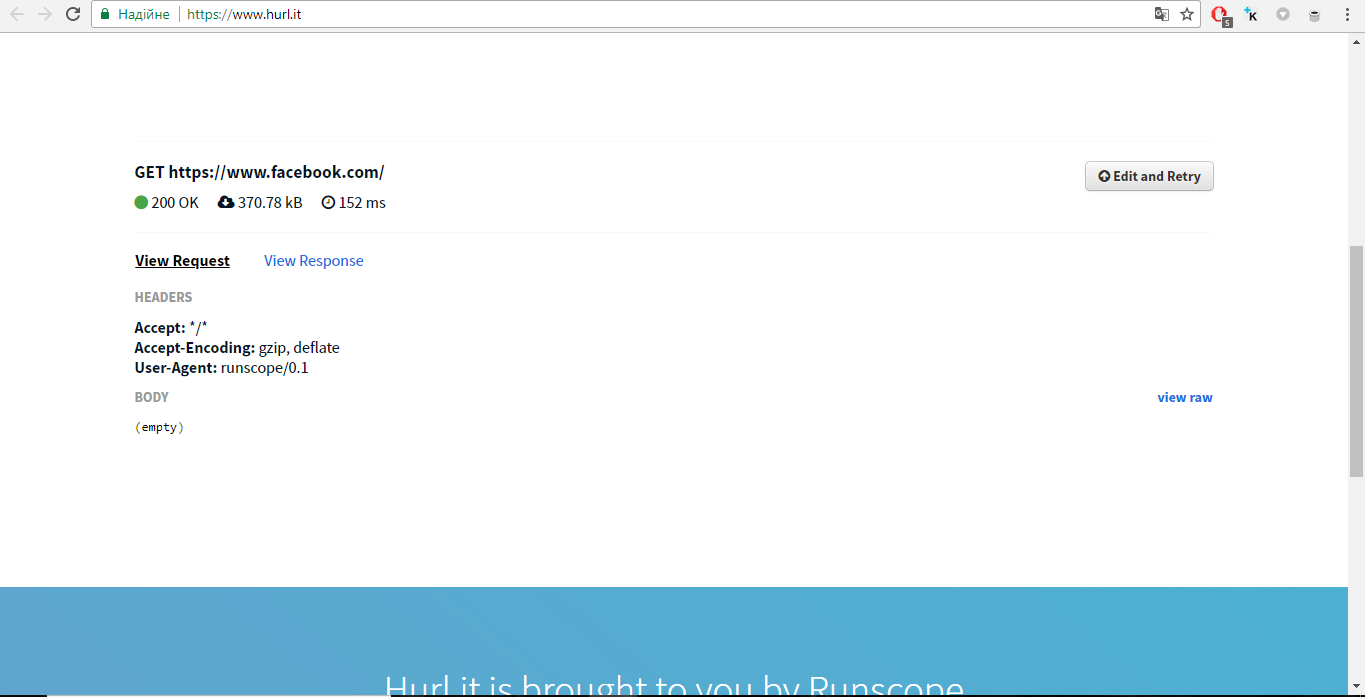 Надійне https://www.hurl.it
5
K
GET https://www.facebook.com/
Edit and Retry
200 OK 370.78 kB 152 ms
View Request View Response
HEADERS
Accept: */*
Accept-Encoding: gzip, deflate
User-Agent: runscope/0.1
BODY
view raw
(empty)
Hurl.it is brought to you by Runscope